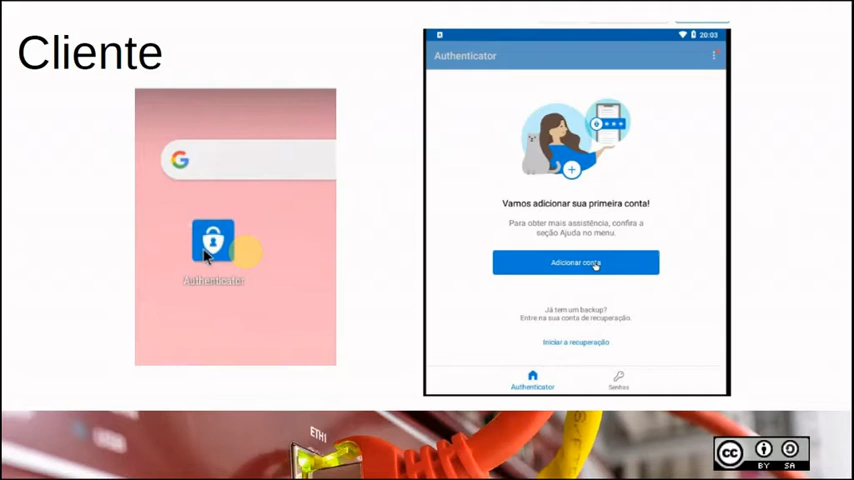 Cliente
Authenticator
20:03
Authenticator
Vamos adicionar sua primeira conta!
Para obter mais assistência, confira a
seção Ajuda no menu.
Adicionar conta
Já tem um backup?
Entre na sua conta de recuperação.
Iniciar a recuperação
Authenticator
Senhas
ETH1
cc
BY SA